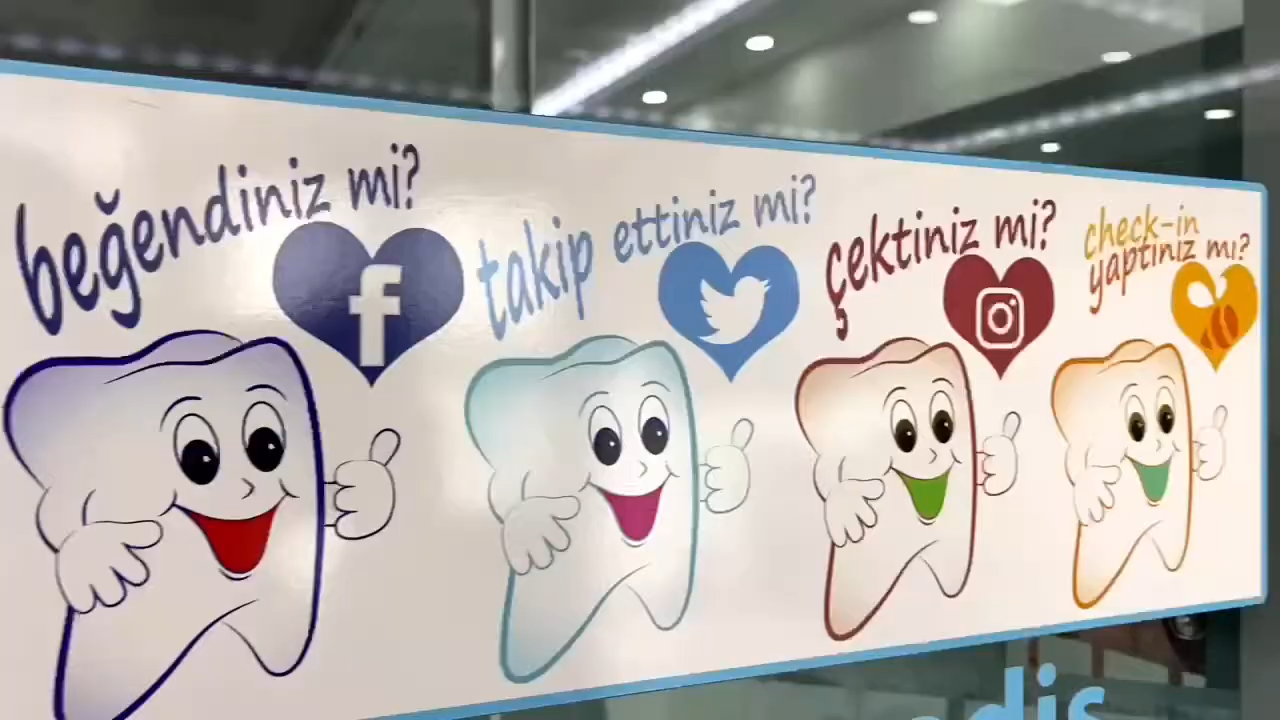 beğendiniz mi?
f
takip ettiniz mi?
çektiniz mi?
check-in
yaptınız mı?